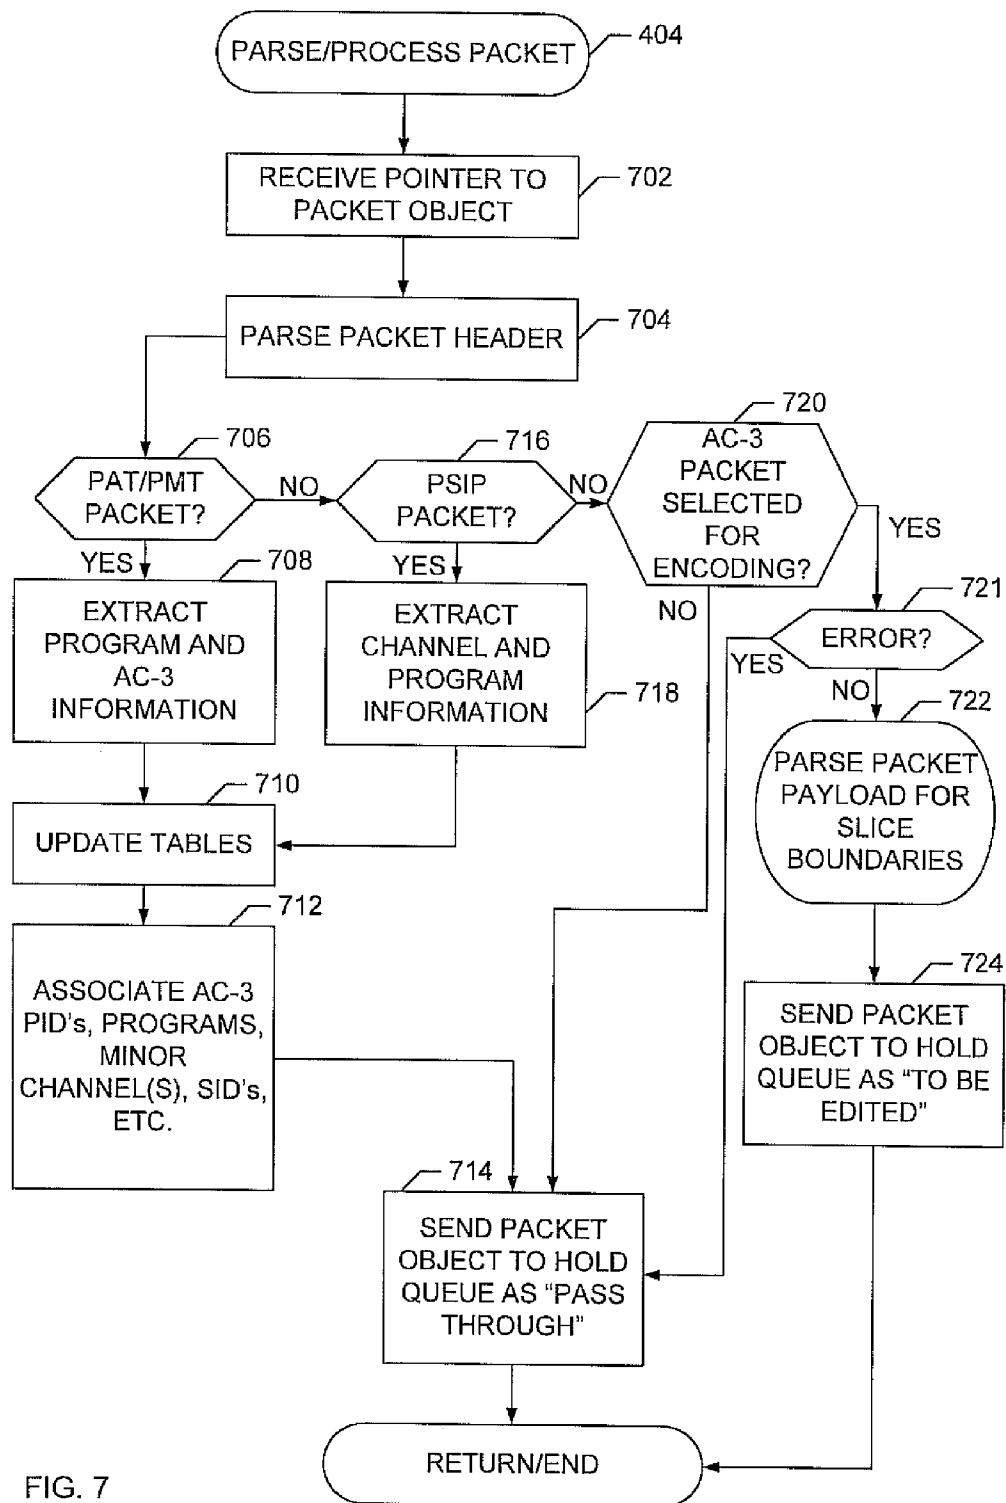 PARSE/PROCESS PACKET
404
RECEIVE POINTER TO
PACKET OBJECT
702
PARSE PACKET HEADER
704
706
PAT/PMT
PACKET?
NO
YES
716
PSIP
PACKET?
NO
YES
720
AC-3
PACKET
SELECTED
FOR
ENCODING?
YES
NO
708
EXTRACT
PROGRAM AND
AC-3
INFORMATION
EXTRACT
CHANNEL AND
PROGRAM
INFORMATION
718
721
ERROR?
YES
NO
722
PARSE PACKET
PAYLOAD FOR
SLICE
BOUNDARIES
710
UPDATE TABLES
712
ASSOCIATE AC-3
PID's, PROGRAMS,
MINOR
CHANNEL(S), SID's,
ETC.
724
SEND PACKET
OBJECT TO HOLD
QUEUE AS “TO BE
EDITED”
714
SEND PACKET
OBJECT TO HOLD
QUEUE AS “PASS
THROUGH”
RETURN/END
FIG. 7